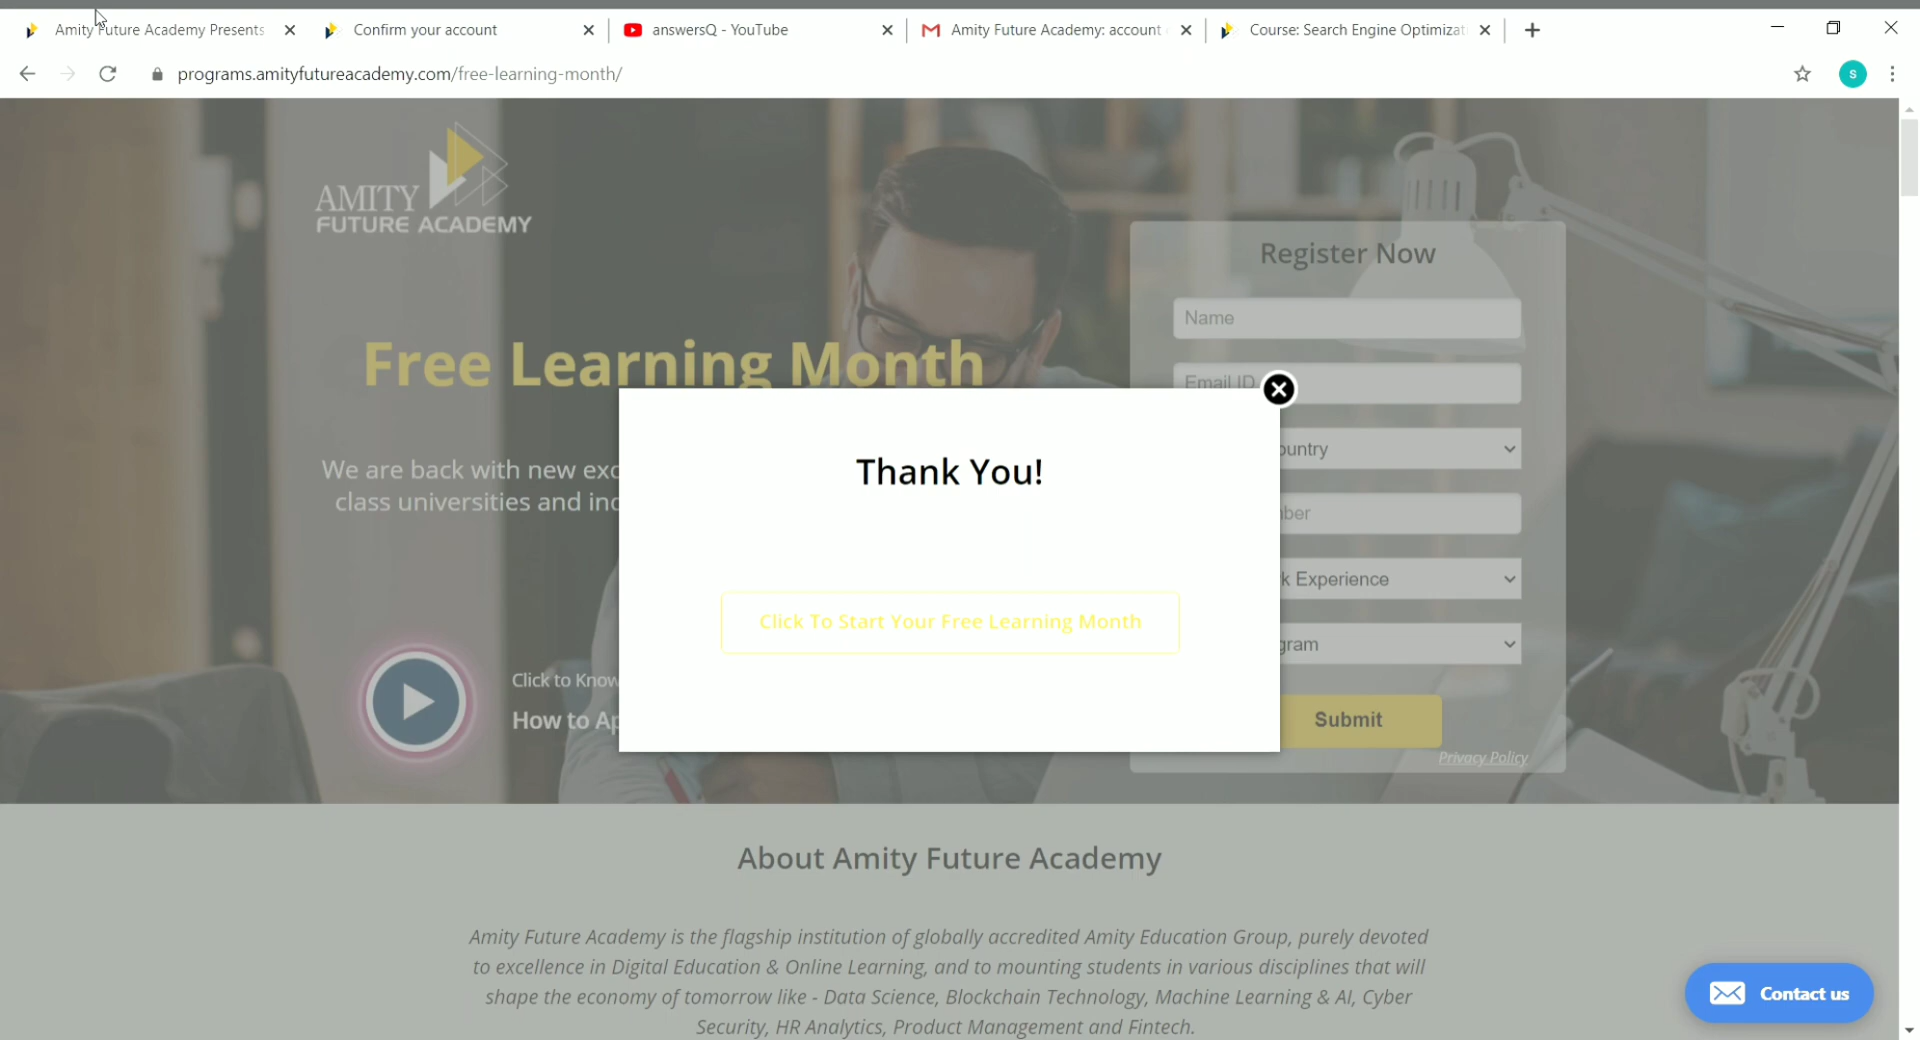 Amity Future Academy Presents
Confirm your account
answersQ - YouTube
Amity Future Academy: account
Course: Search Engine Optimizat
programs.amityfutureacademy.com/free-learning-month/
S
AMITY
FUTURE ACADEMY
Free Learning Month
We are back with new exc
class universities and inc
Click to Know
How to Ap
Register Now
Name
Email ID
ountry
ber
k Experience
gram
Submit
Privacy Policy
Thank You!
Click To Start Your Free Learning Month
About Amity Future Academy
Amity Future Academy is the flagship institution of globally accredited Amity Education Group, purely devoted
to excellence in Digital Education & Online Learning, and to mounting students in various disciplines that will
shape the economy of tomorrow like - Data Science, Blockchain Technology, Machine Learning & AI, Cyber
Security, HR Analytics, Product Management and Fintech.
Contact us